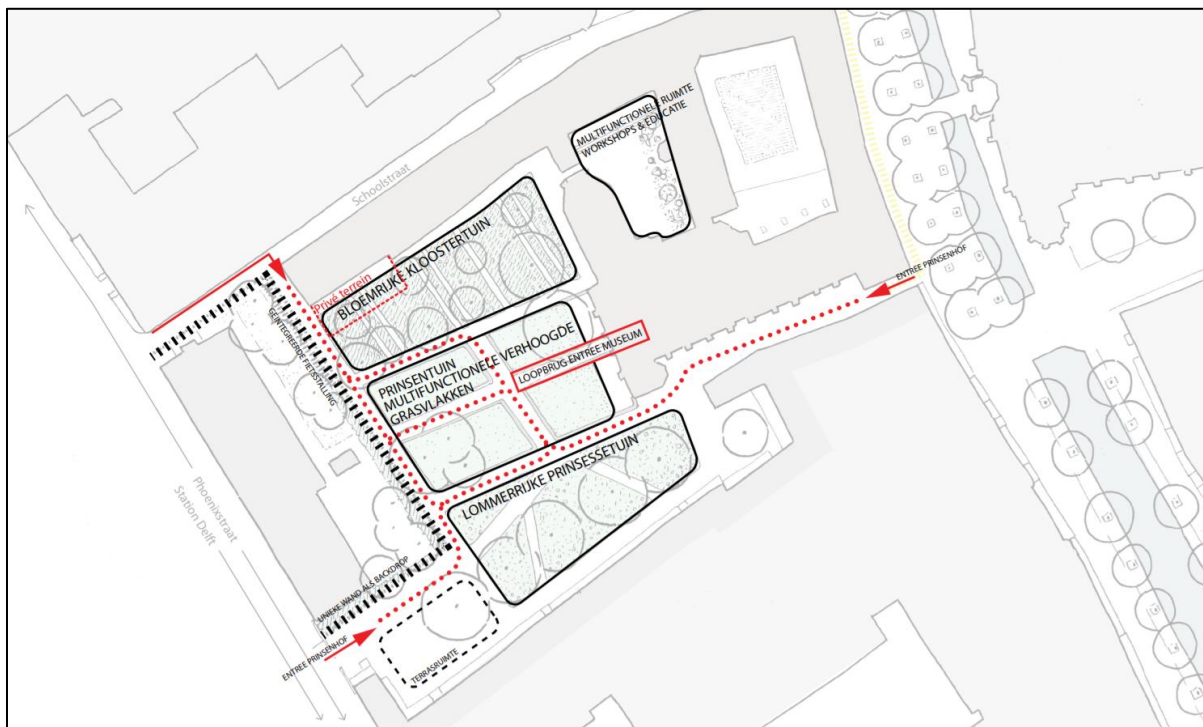 MULTIFUNCTIONELE RUIMTE
WORKSHOPS & EDUCATIE
Schoolstraat
BLOEMRIJKE KLOOSTERTUIN
Privé terrein
ENTREE PRINSENHOF
GEINTEGREERDE FIETSSTALLING
LOOPBRUG ENTREE MUSEUM
PRINSENTUIN
MULTIFUNCTIONELE VERHOOGDE
GRASVLAKKEN
LOMMERRIJKE PRINSESSETUIN
Phoenixstraat
Station Delft
UNIEKE WAND ALS BACKDROP
ENTREE PRINSENHOF
TERRASRUIMTE